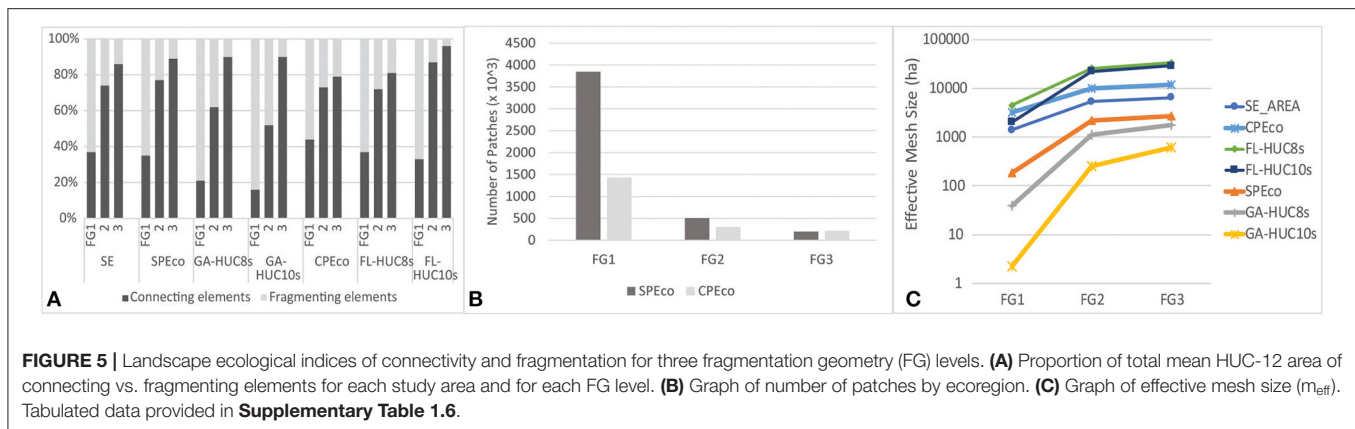 100%
80%
60%
40%
20%
0%
FG1 2 3 FG1 2 3 FG1 2 3 FG1 2 3 FG1 2 3 FG1 2 3 FG1 2 3
SE SPEco GA-HUC8s GA-HUC10s CPEco FL-HUC8s FL-HUC10s
A
Connecting elements Fragmenting elements
Number of Patches (x 10^3)
4500
4000
3500
3000
2500
2000
1500
1000
500
0
FG1 FG2 FG3
B
SPEco CPEco
Effective Mesh Size (ha)
100000
10000
1000
100
10
1
FG1 FG2 FG3
C
SE_AREA
CPEco
FL-HUC8s
FL-HUC10s
SPEco
GA-HUC8s
GA-HUC10s
FIGURE 5 | Landscape ecological indices of connectivity and fragmentation for three fragmentation geometry (FG) levels. (A) Proportion of total mean HUC-12 area of
connecting vs. fragmenting elements for each study area and for each FG level. (B) Graph of number of patches by ecoregion. (C) Graph of effective mesh size (meff).
Tabulated data provided in Supplementary Table 1.6.